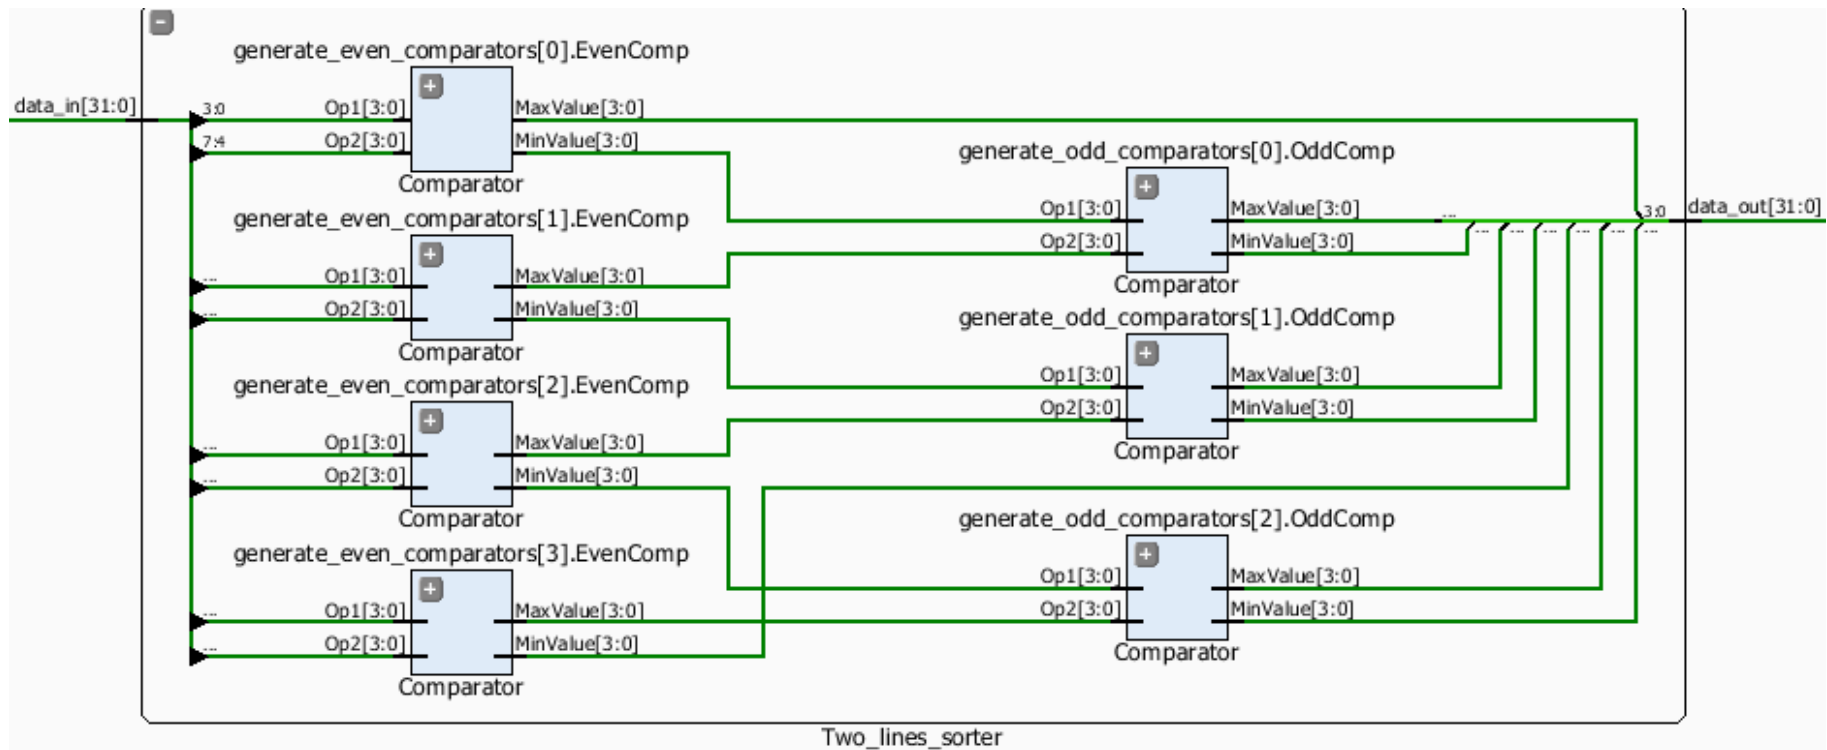 generate_even_comparators[0].EvenComp
data_in[31:0]
3:0
Op1[3:0]
MaxValue[3:0]
7:4
Op2[3:0]
MinValue[3:0]
Comparator
generate_odd_comparators[0].OddComp
Op1[3:0]
MaxValue[3:0]
...
3:0
data_out[31:0]
Op2[3:0]
MinValue[3:0]
... ... ... ... ... ...
Comparator
generate_even_comparators[1].EvenComp
...
Op1[3:0]
MaxValue[3:0]
...
Op2[3:0]
MinValue[3:0]
Comparator
generate_odd_comparators[1].OddComp
Op1[3:0]
MaxValue[3:0]
Op2[3:0]
MinValue[3:0]
Comparator
generate_even_comparators[2].EvenComp
...
Op1[3:0]
MaxValue[3:0]
...
Op2[3:0]
MinValue[3:0]
Comparator
generate_odd_comparators[2].OddComp
Op1[3:0]
MaxValue[3:0]
Op2[3:0]
MinValue[3:0]
Comparator
generate_even_comparators[3].EvenComp
...
Op1[3:0]
MaxValue[3:0]
...
Op2[3:0]
MinValue[3:0]
Comparator
Two_lines_sorter